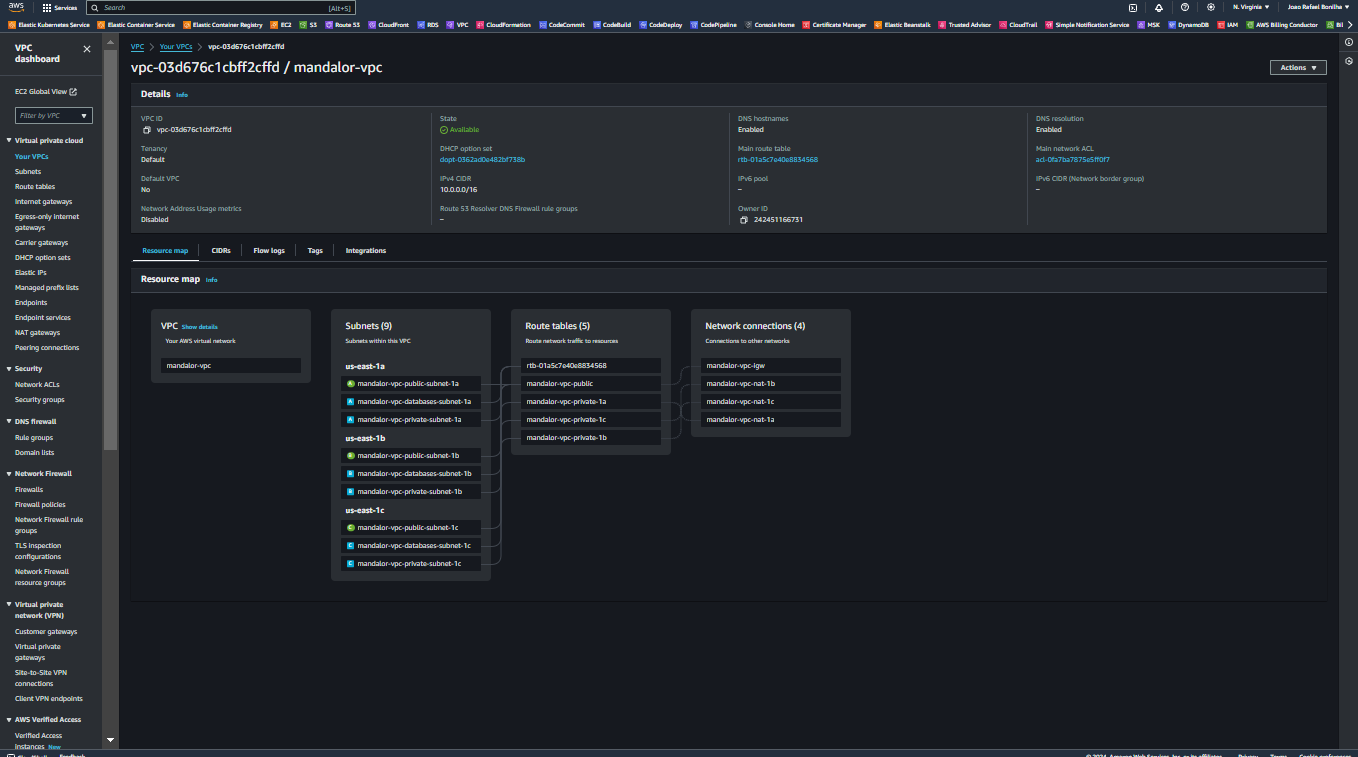 aws Services Search [Alt+S] N. Virginia Joao Rafael Bonilha
Elastic Kubernetes Service Elastic Container Service Elastic Container Registry EC2 S3 Route 53 CloudFront RDS VPC CloudFormation CodeCommit CodeBuild CodeDeploy CodePipeline Console Home Certificate Manager Elastic Beanstalk Trusted Advisor CloudTrail Simple Notification Service MSK DynamoDB IAM AWS Billing Conductor Bil
VPC
dashboard
EC2 Global View
Filter by VPC
Virtual private cloud
Your VPCs
Subnets
Route tables
Internet gateways
Egress-only internet
gateways
Carrier gateways
DHCP option sets
Elastic IPs
Managed prefix lists
Endpoints
Endpoint services
NAT gateways
Peering connections
Security
Network ACLs
Security groups
DNS firewall
Rule groups
Domain lists
Network Firewall
Firewalls
Firewall policies
Network Firewall rule
groups
TLS inspection
configurations
Network Firewall
resource groups
Virtual private
network (VPN)
Customer gateways
Virtual private
gateways
Site-to-Site VPN
connections
Client VPN endpoints
AWS Verified Access
Verified Access
instances New
VPC Your VPCs vpc-03d676c1cbff2cffd
vpc-03d676c1cbff2cffd / mandalor-vpc
Actions
Details Info
VPC ID
vpc-03d676c1cbff2cffd
State
Available
DNS hostnames
Enabled
DNS resolution
Enabled
Tenancy
Default
DHCP option set
dopt-0362ad0e482bf738b
Main route table
rtb-01a5c7e40e8834568
Main network ACL
acl-0fa7ba7875e5ff0f7
Default VPC
No
IPv4 CIDR
10.0.0.0/16
IPv6 pool
–
IPv6 CIDR (Network border group)
–
Network Address Usage metrics
Disabled
Route 53 Resolver DNS Firewall rule groups
–
Owner ID
242451166731
Resource map CIDRs Flow logs Tags Integrations
Resource map Info
VPC Show details
Your AWS virtual network
mandalor-vpc
Subnets (9)
Subnets within this VPC
us-east-1a
A mandalor-vpc-public-subnet-1a
A mandalor-vpc-databases-subnet-1a
A mandalor-vpc-private-subnet-1a
us-east-1b
B mandalor-vpc-public-subnet-1b
B mandalor-vpc-databases-subnet-1b
B mandalor-vpc-private-subnet-1b
us-east-1c
C mandalor-vpc-public-subnet-1c
C mandalor-vpc-databases-subnet-1c
C mandalor-vpc-private-subnet-1c
Route tables (5)
Route network traffic to resources
rtb-01a5c7e40e8834568
mandalor-vpc-public
mandalor-vpc-private-1a
mandalor-vpc-private-1c
mandalor-vpc-private-1b
Network connections (4)
Connections to other networks
mandalor-vpc-igw
mandalor-vpc-nat-1b
mandalor-vpc-nat-1c
mandalor-vpc-nat-1a
Feedback © 2024, Amazon Web Services, Inc. or its affiliates. Privacy Terms Cookie preferences